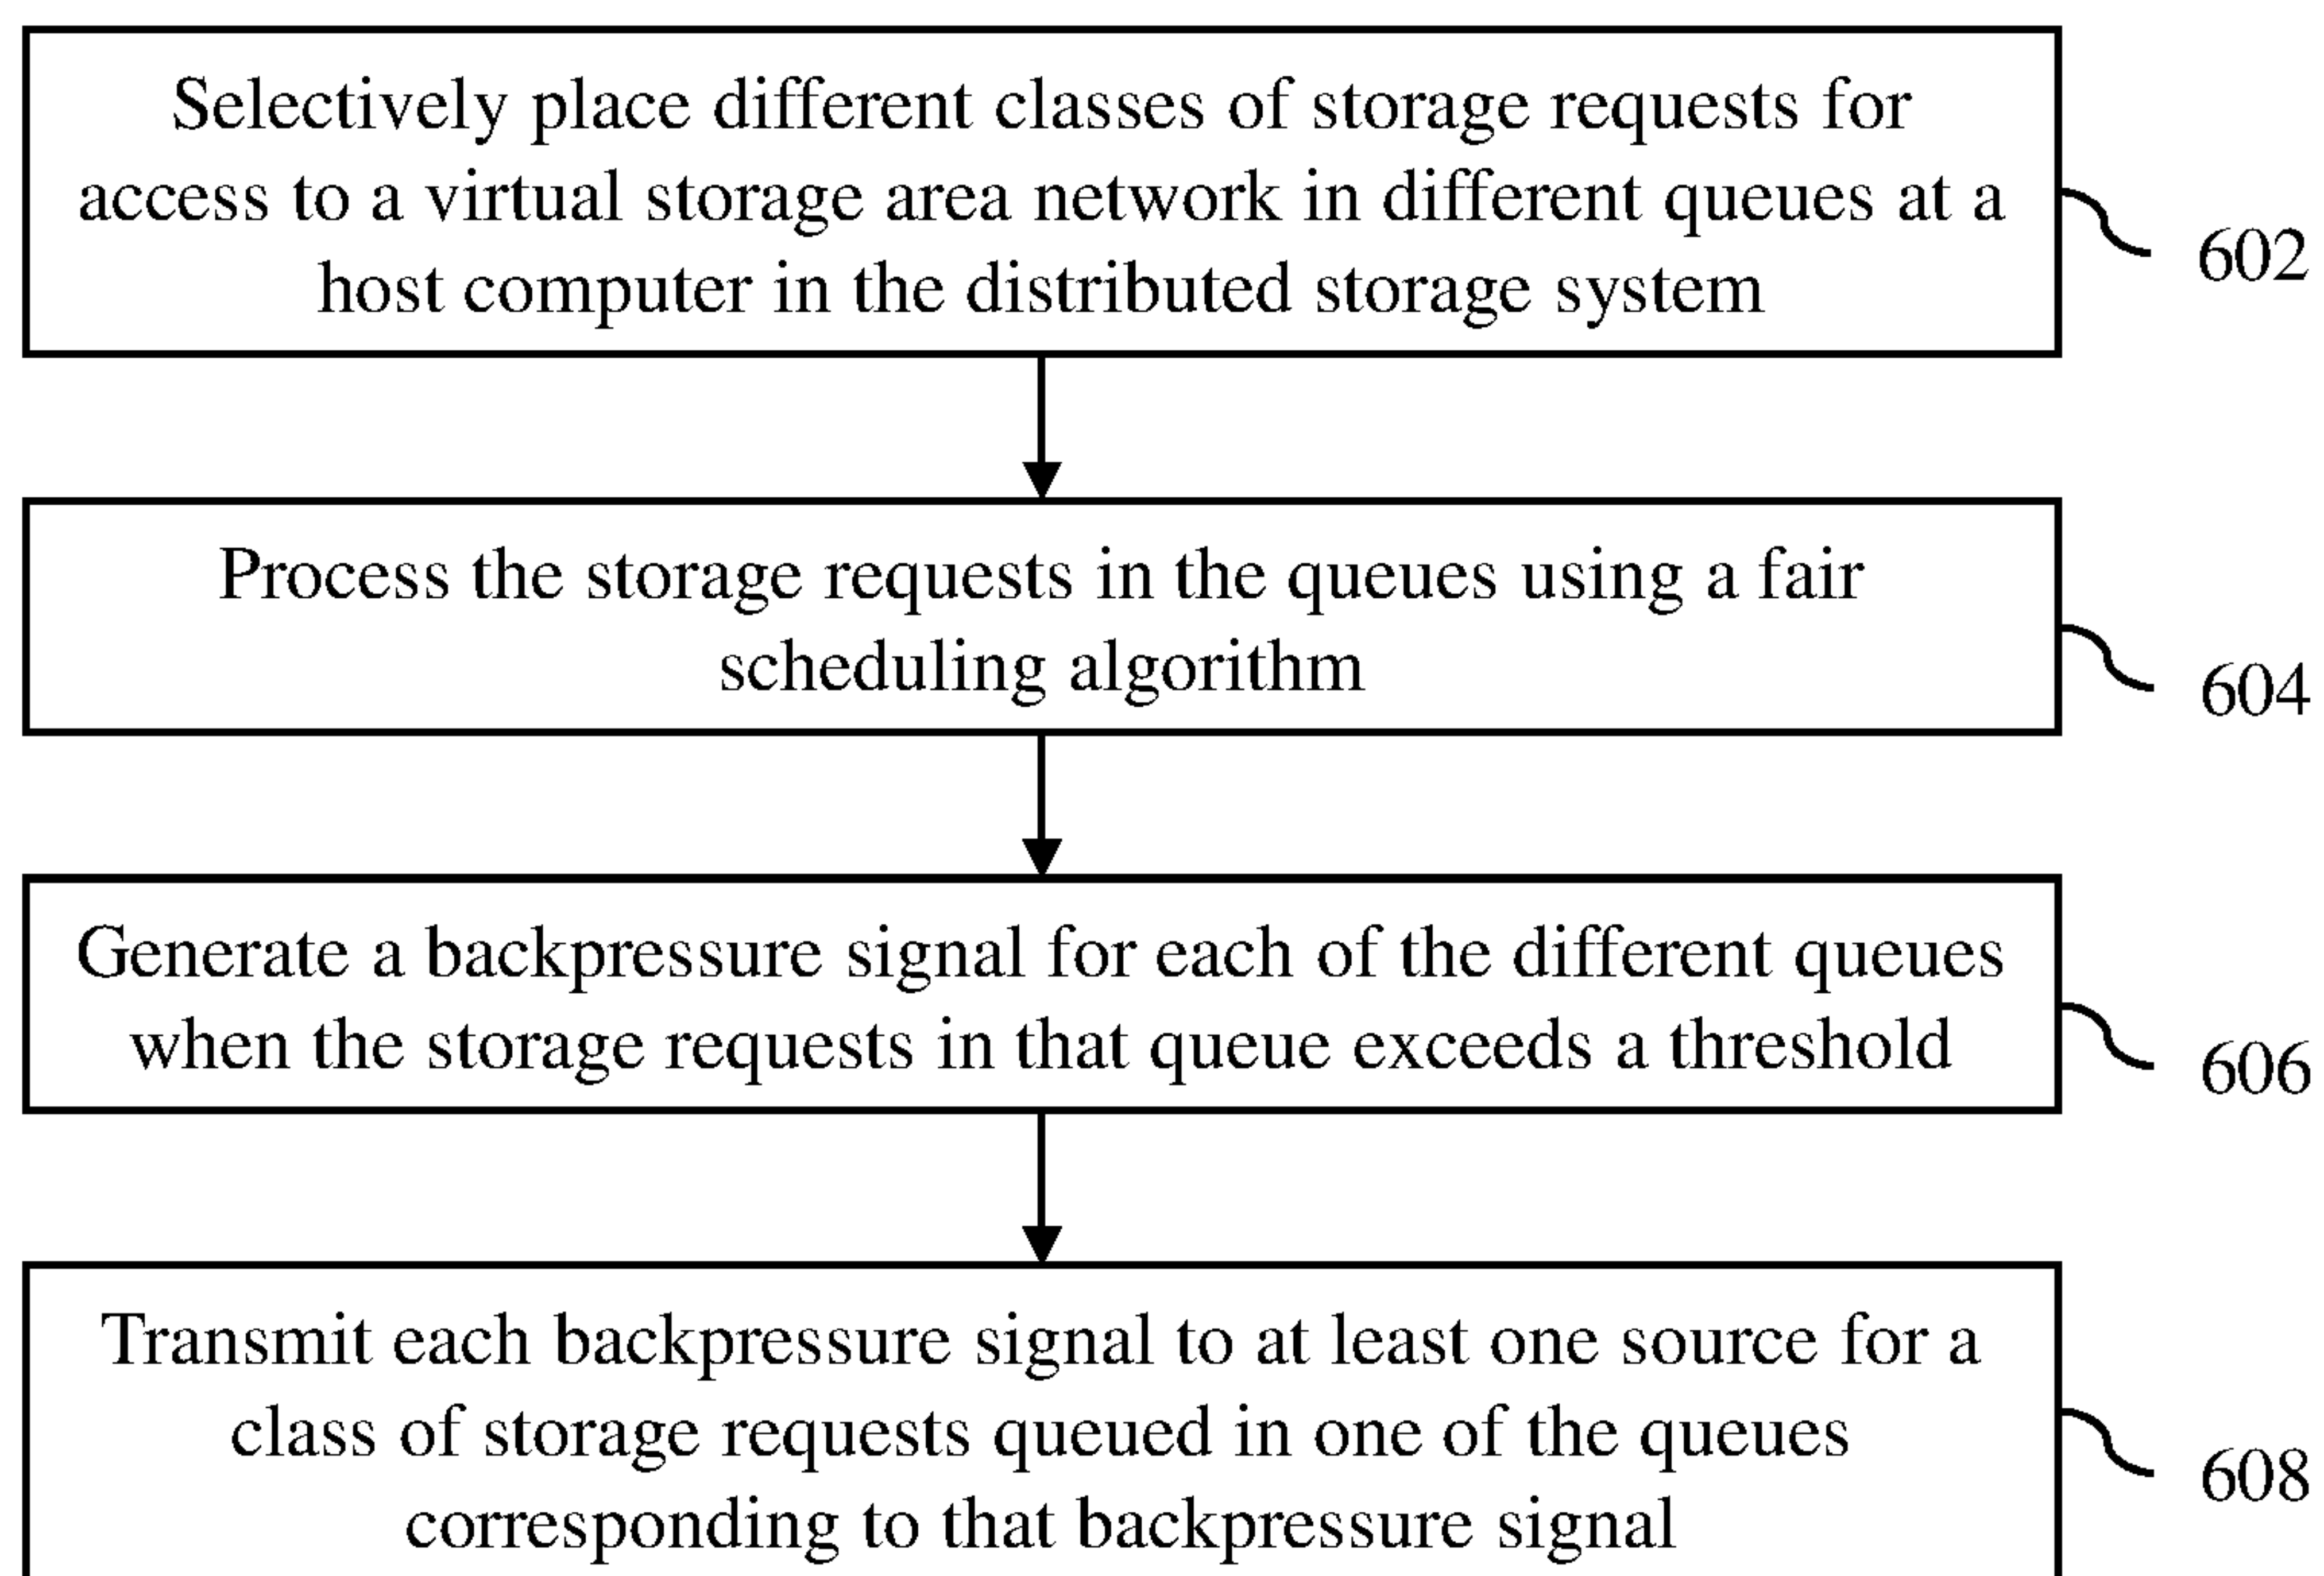 Selectively place different classes of storage requests for
access to a virtual storage area network in different queues at a
host computer in the distributed storage system
602
Process the storage requests in the queues using a fair
scheduling algorithm
604
Generate a backpressure signal for each of the different queues
when the storage requests in that queue exceeds a threshold
606
Transmit each backpressure signal to at least one source for a
class of storage requests queued in one of the queues
corresponding to that backpressure signal
608